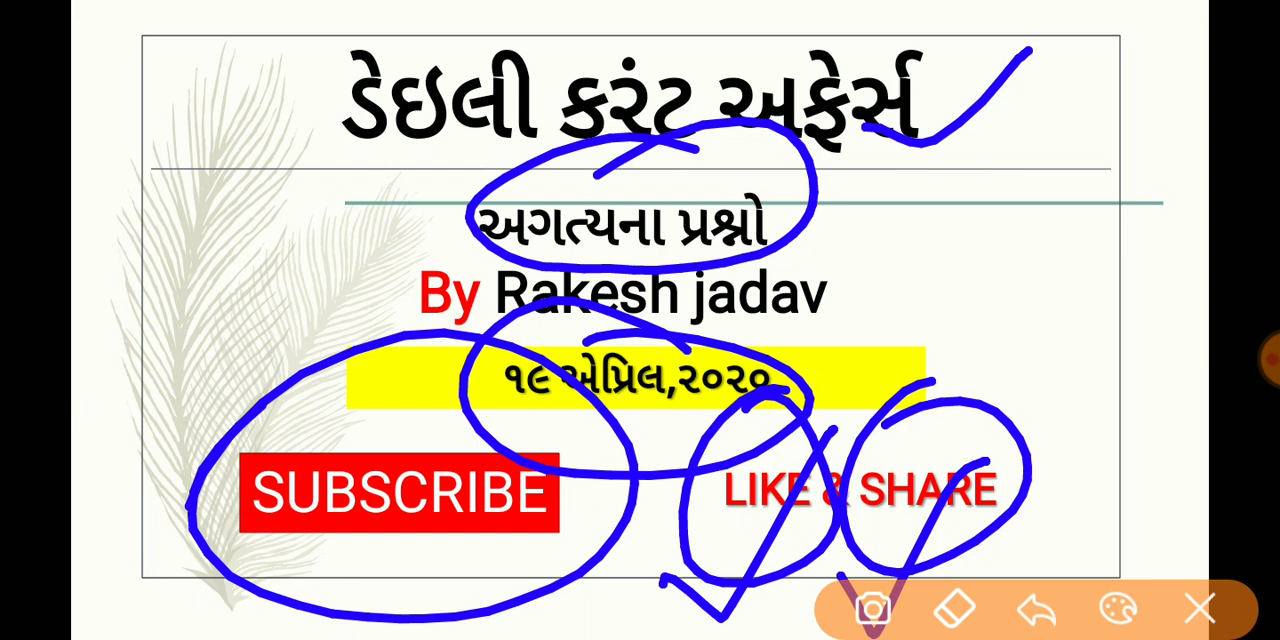 ડેઇલી કરંટ અફેર્સ
અગત્યના પ્રશ્નો
By Rakesh jadav
૧૯ એપ્રિલ,૨૦૨૦
SUBSCRIBE
LIKE & SHARE